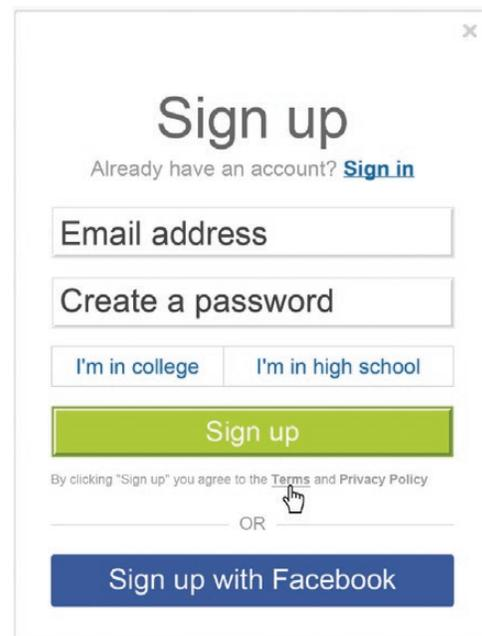 Sign up
Already have an account? Sign in
Email address
Create a password
I'm in college I'm in high school
Sign up
By clicking "Sign up" you agree to the Terms and Privacy Policy
OR
Sign up with Facebook